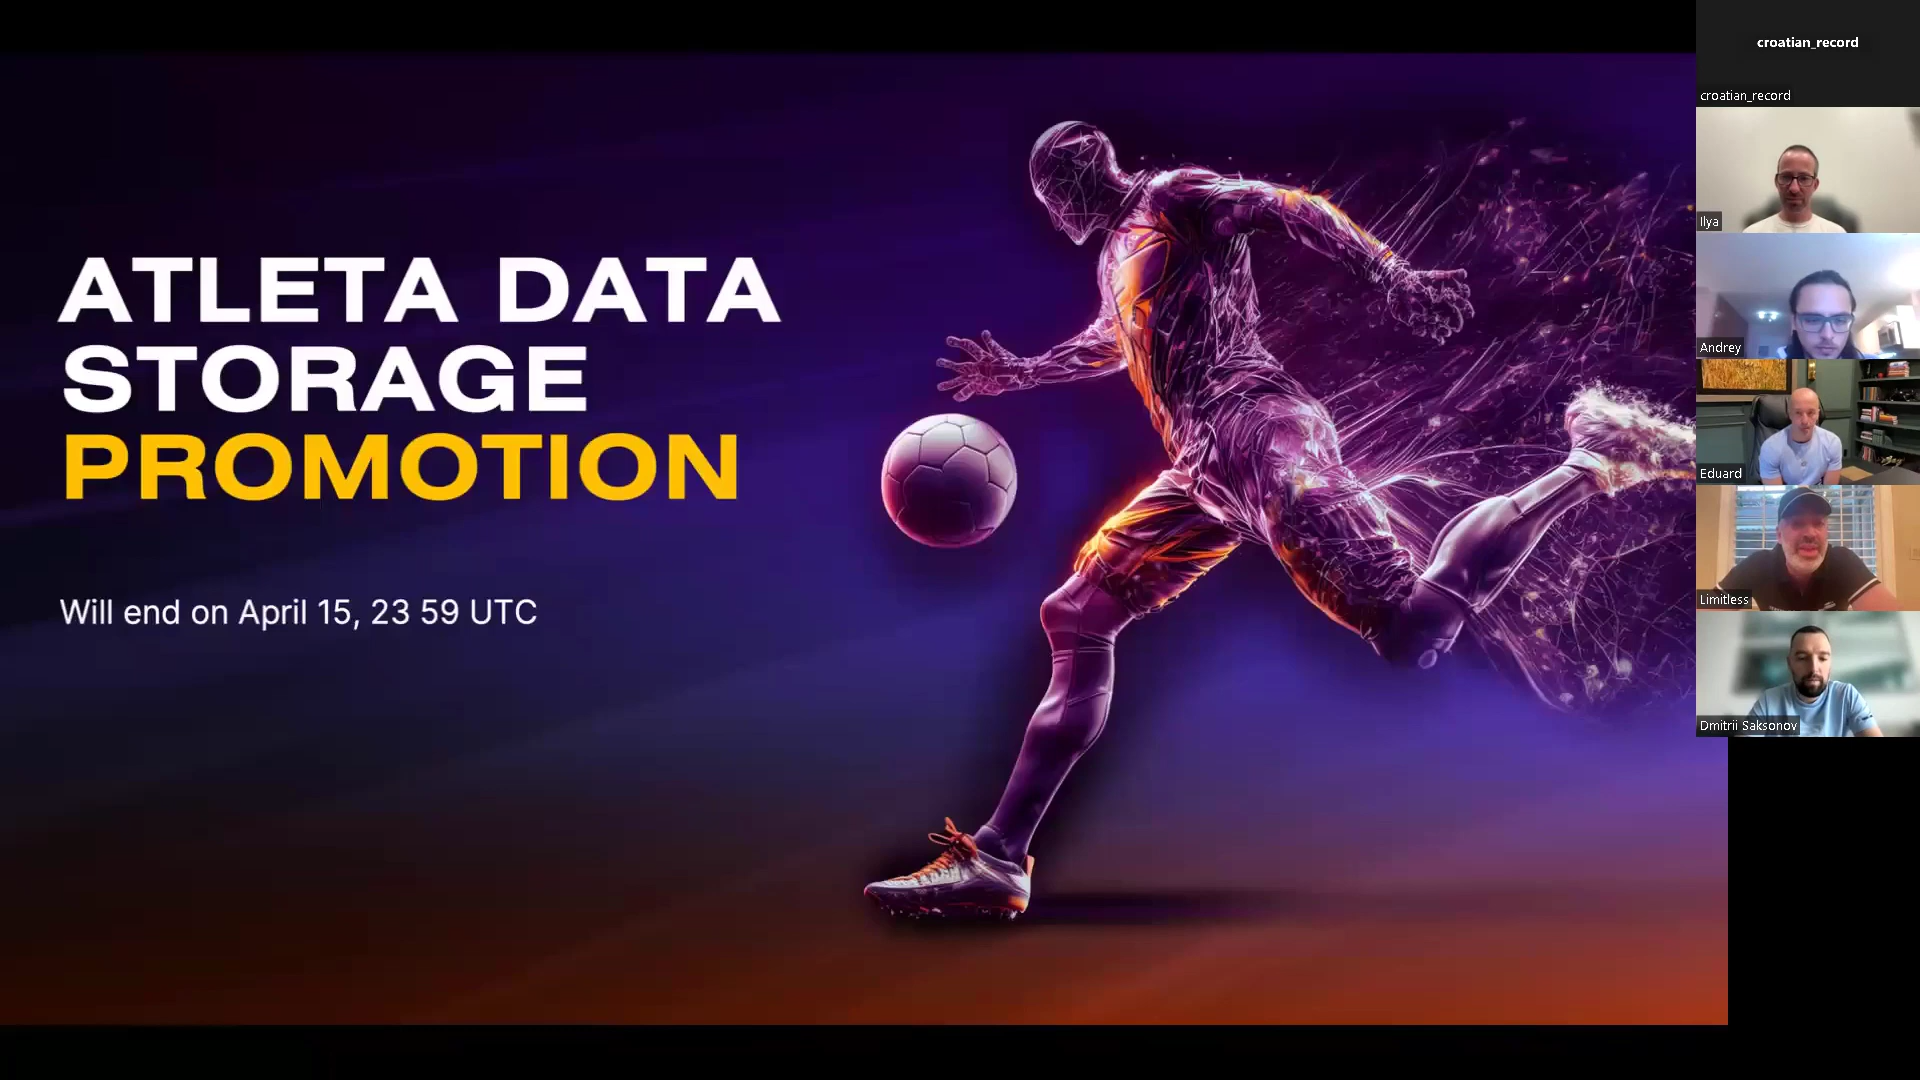 ATLETA DATA
STORAGE
PROMOTION
Will end on April 15, 23 59 UTC
croatian_record
croatian_record
Ilya
Andrey
Eduard
Limitless
Dmitrii Saksonov